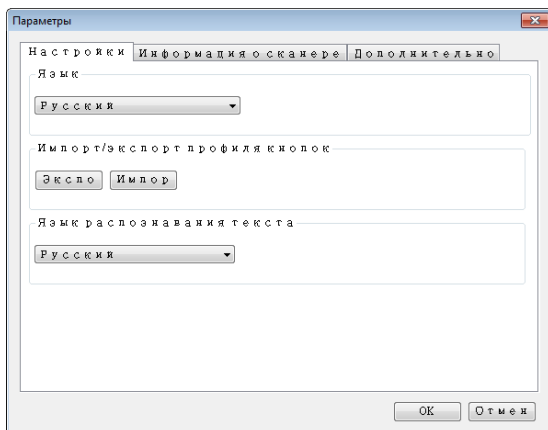 Параметры
Настройки Информация о сканере Дополнительно
Язык
Русский
Импорт/экспорт профиля кнопок
Экспо Импор
Язык распознавания текста
Русский
OK Отмен